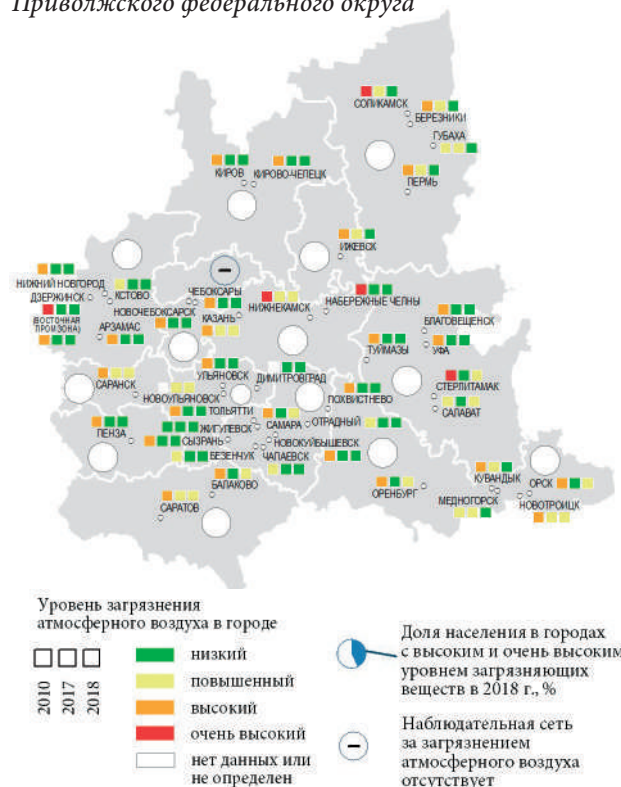 Приволжского федерального округа
СОЛИКАМСК
БЕРЕЗНИКИ
ГУБАХА
ПЕРМЬ
КИРОВ
КИРОВО-ЧЕПЕЦК
ИЖЕВСК
НИЖНИЙ НОВГОРОД
ДЗЕРЖИНСК
КСТОВО
(ВОСТОЧНАЯ
ПРОМЗОНА)
АРЗАМАС
ЧЕБОКСАРЫ
НОВОЧЕБОКСАРСК
КАЗАНЬ
НИЖНЕКАМСК
НАБЕРЕЖНЫЕ ЧЕЛНЫ
БЛАГОВЕЩЕНСК
ТУЙМАЗЫ
УФА
СТЕРЛИТАМАК
САЛАВАТ
САРАНСК
УЛЬЯНОВСК
ДИМИТРОВГРАД
НОВОУЛЬЯНОВСК
ПОХВИСТНЕВО
ТОЛЬЯТТИ
САМАРА
ОТРАДНЫЙ
ПЕНЗА
ЖИГУЛЕВСК
СЫЗРАНЬ
НОВОКУЙБЫШЕВСК
БЕЗЕНЧУК
ЧАПАЕВСК
БАЛАКОВО
САРАТОВ
ОРЕНБУРГ
КУВАНДЫК
ОРСК
МЕДНОГОРСК
НОВОТРОИЦК
Уровень загрязнения
атмосферного воздуха в городе
2010
2017
2018
низкий
повышенный
высокий
очень высокий
нет данных или
не определен
Доля населения в городах
с высоким и очень высоким
уровнем загрязняющих
веществ в 2018 г., %
Наблюдательная сеть
за загрязнением
атмосферного воздуха
отсутствует